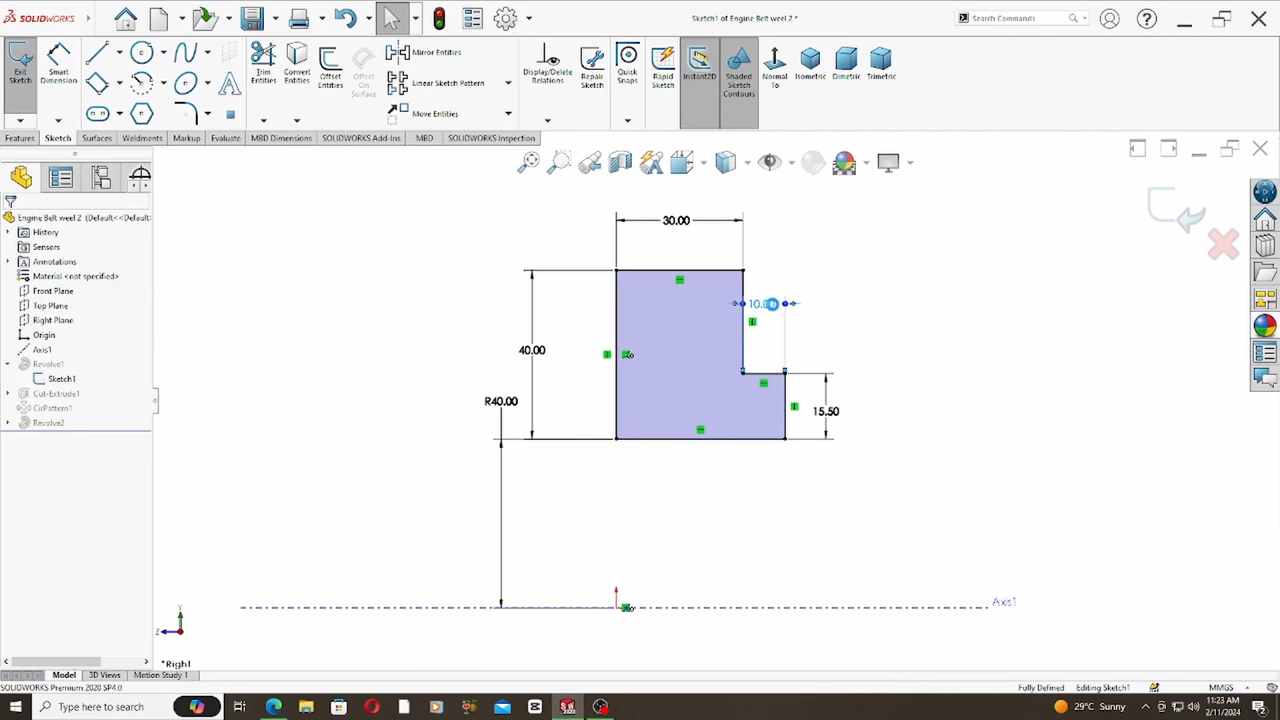 SOLIDWORKS
Sketch1 of Engine Belt weel 2 *
Search Commands
Exit Sketch
Smart Dimension
Trim Entities
Convert Entities
Offset Entities
Offset On Surface
Mirror Entities
Linear Sketch Pattern
Move Entities
Display/Delete Relations
Repair Sketch
Quick Snaps
Rapid Sketch
Instant2D
Shaded Sketch Contours
Normal To
Isometric
Dimetric
Trimetric
Features
Sketch
Surfaces
Weldments
Markup
Evaluate
MBD Dimensions
SOLIDWORKS Add-Ins
MBD
SOLIDWORKS Inspection
Engine Belt weel 2 (Default<<Default>
History
Sensors
Annotations
Material <not specified>
Front Plane
Top Plane
Right Plane
Origin
Axis1
Revolve1
Sketch1
Cut-Extrude1
CirPattern1
Revolve2
30.00
40.00
R40.00
15.50
Axis1
Y
Z
*Right
Model
3D Views
Motion Study 1
SOLIDWORKS Premium 2020 SP4.0
Fully Defined
Editing Sketch1
MMGS
Type here to search
29°C Sunny
11:23 AM
2/11/2024